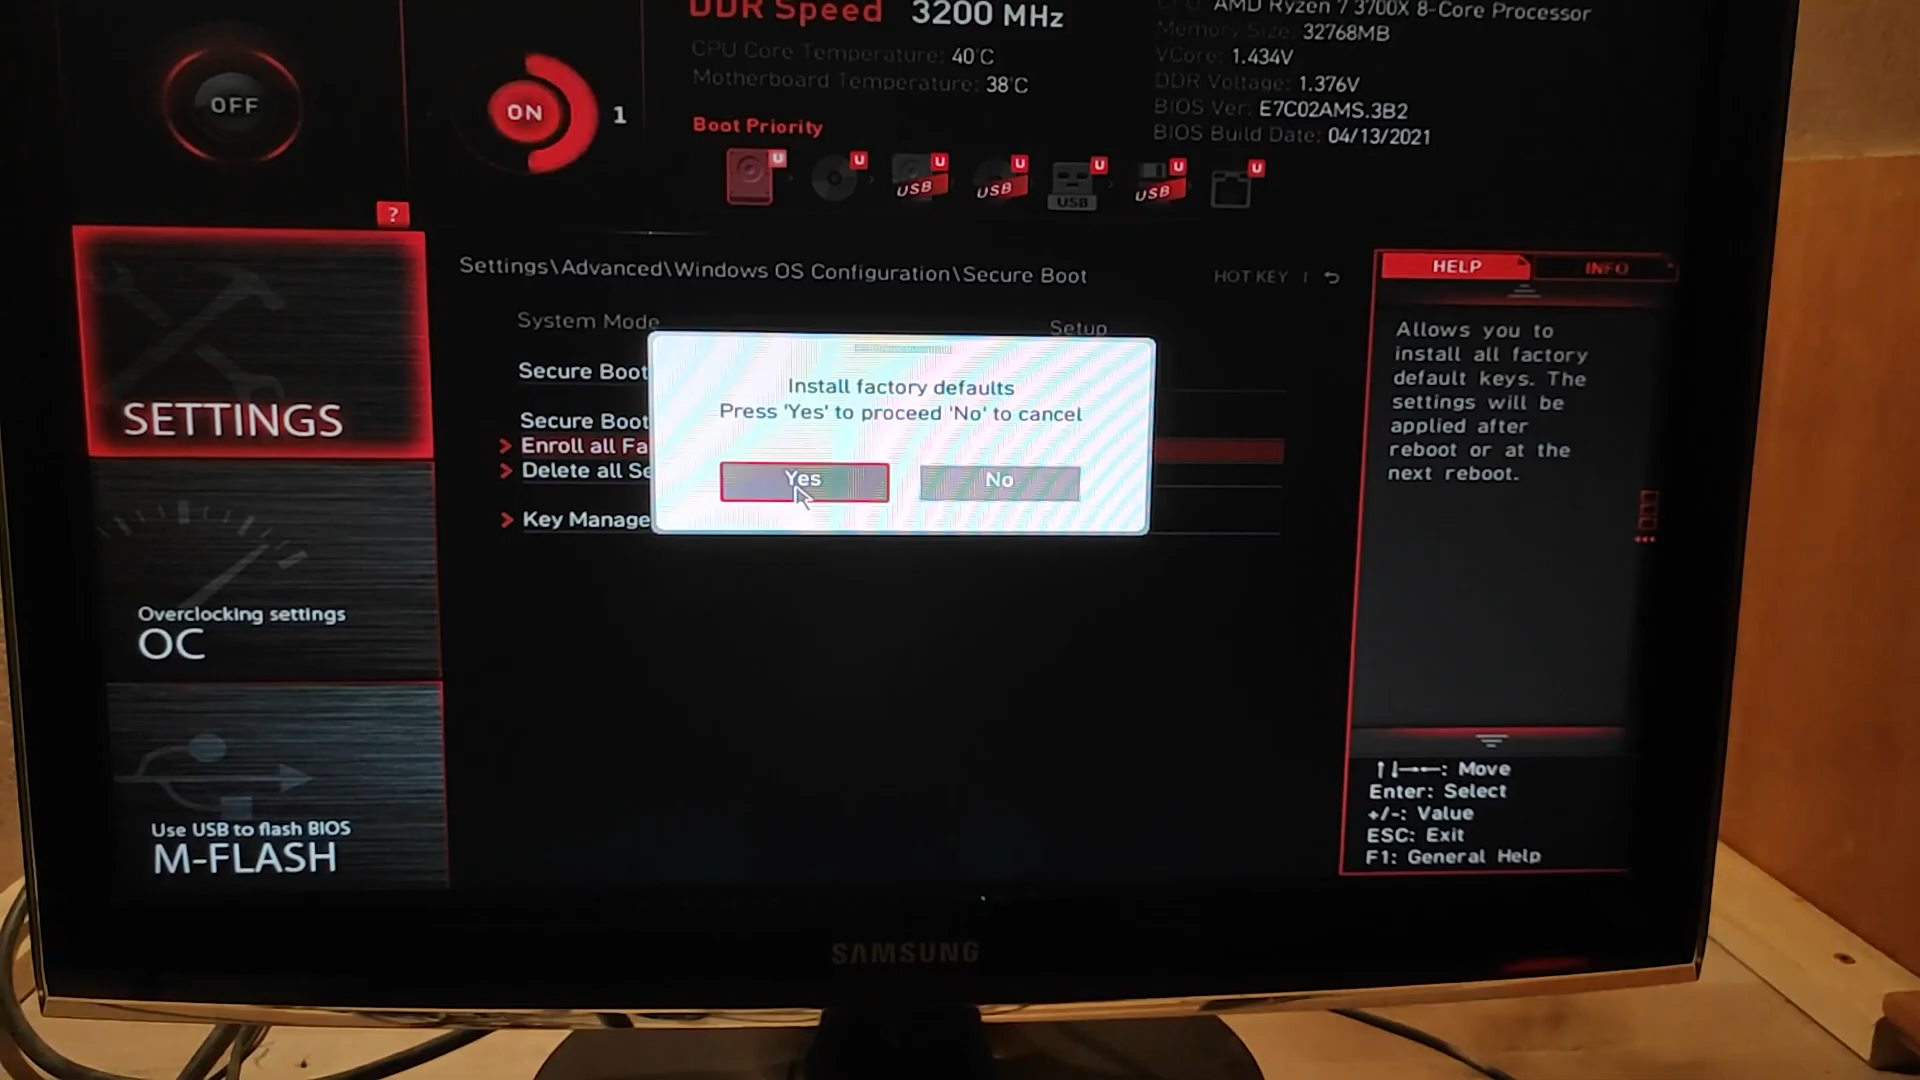 DDR Speed 3200 MHz
AMD Ryzen 7 3700X 8-Core Processor
Memory Size: 32768MB
CPU Core Temperature: 40°C
VCore: 1.434V
Motherboard Temperature: 38°C
DDR Voltage: 1.376V
OFF
ON
1
BIOS Ver: E7C02AMS.3B2
Boot Priority
BIOS Build Date: 04/13/2021
U U U U U U U
USB USB USB USB
?
Settings\Advanced\Windows OS Configuration\Secure Boot
HOT KEY
HELP
INFO
System Mode
Setup
Secure Boot
Secure Boot
Enroll all Fa
Delete all Se
Key Manage
Install factory defaults
Press 'Yes' to proceed 'No' to cancel
Yes
No
Allows you to
install all factory
default keys. The
settings will be
applied after
reboot or at the
next reboot.
SETTINGS
Overclocking settings
OC
Use USB to flash BIOS
M-FLASH
↑↓→←: Move
Enter: Select
+/-: Value
ESC: Exit
F1: General Help
SAMSUNG